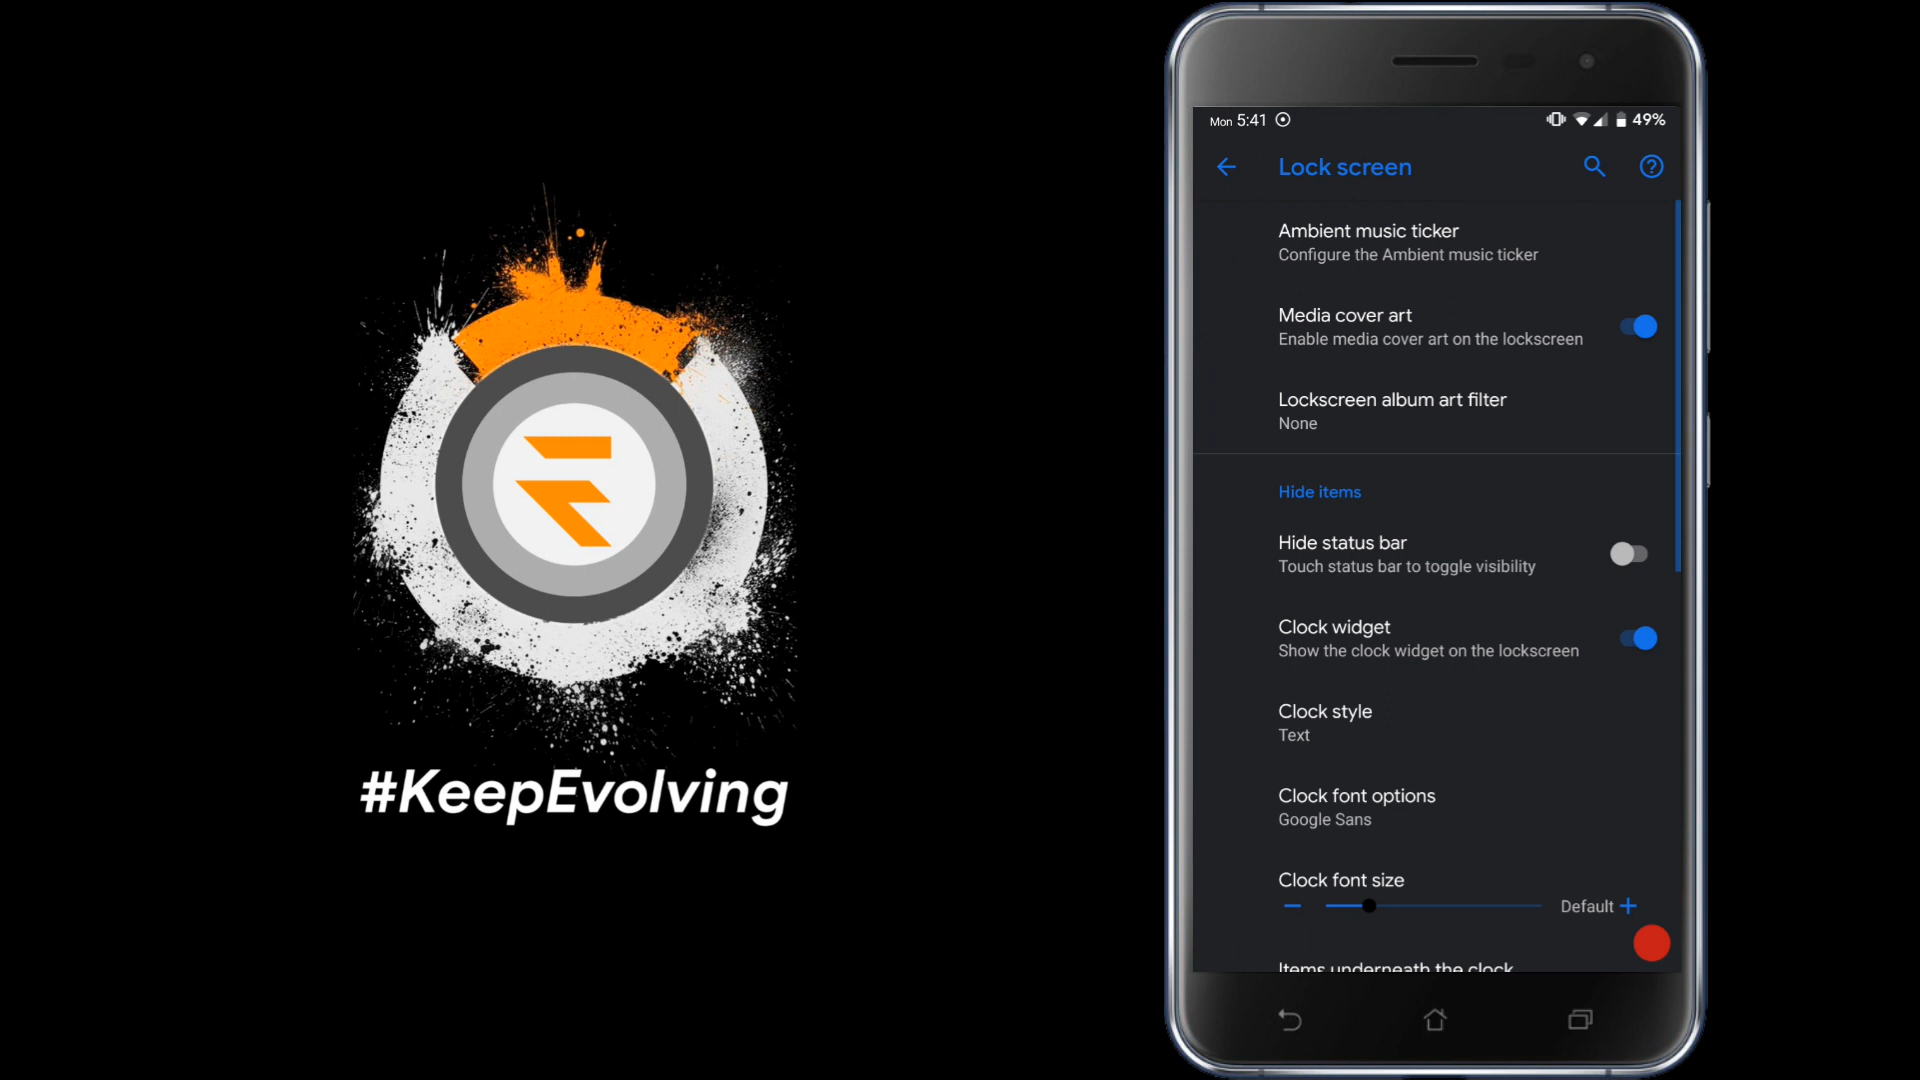 #KeepEvolving
Mon 5:41
49%
Lock screen
Ambient music ticker
Configure the Ambient music ticker
Media cover art
Enable media cover art on the lockscreen
Lockscreen album art filter
None
Hide items
Hide status bar
Touch status bar to toggle visibility
Clock widget
Show the clock widget on the lockscreen
Clock style
Text
Clock font options
Google Sans
Clock font size
Default
Items underneath the clock